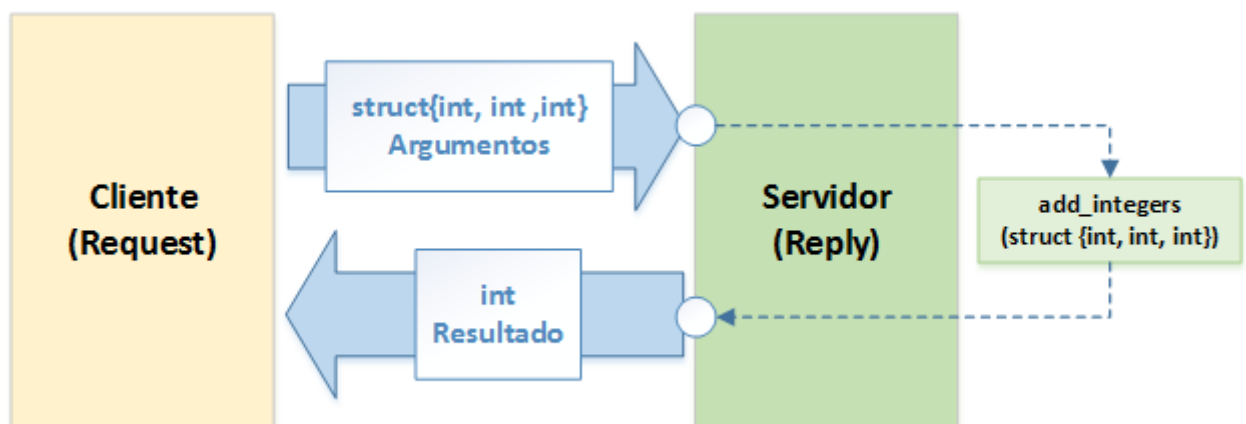 Cliente
(Request)
struct{int, int ,int}
Argumentos
int
Resultado
Servidor
(Reply)
add_integers
(struct {int, int, int})